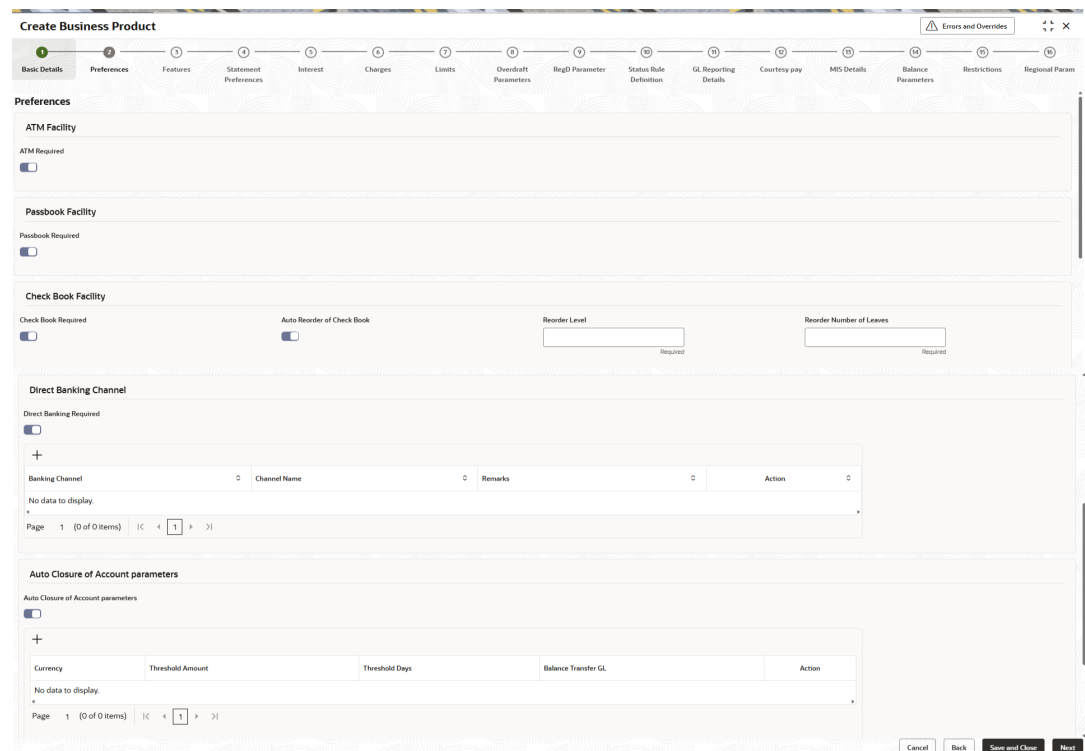 Create Business Product
Errors and Overrides
1 2 3 4 5 6 7 8 9 10 11 12 13 14 15 16
Basic Details Preferences Features Statement Preferences Interest Charges Limits Overdraft Parameters RegD Parameter Status Rule Definition GL Reporting Details Courtesy pay MIS Details Balance Parameters Restrictions Regional Param
Preferences
ATM Facility
ATM Required
Passbook Facility
Passbook Required
Check Book Facility
Check Book Required Auto Reorder of Check Book Reorder Level Reorder Number of Leaves
Required Required
Direct Banking Channel
Direct Banking Required
Banking Channel Channel Name Remarks Action
No data to display.
Page 1 (0 of 0 items) 1
Auto Closure of Account parameters
Auto Closure of Account parameters
Currency Threshold Amount Threshold Days Balance Transfer GL Action
No data to display.
Page 1 (0 of 0 items) 1
Cancel Back Save and Close Next